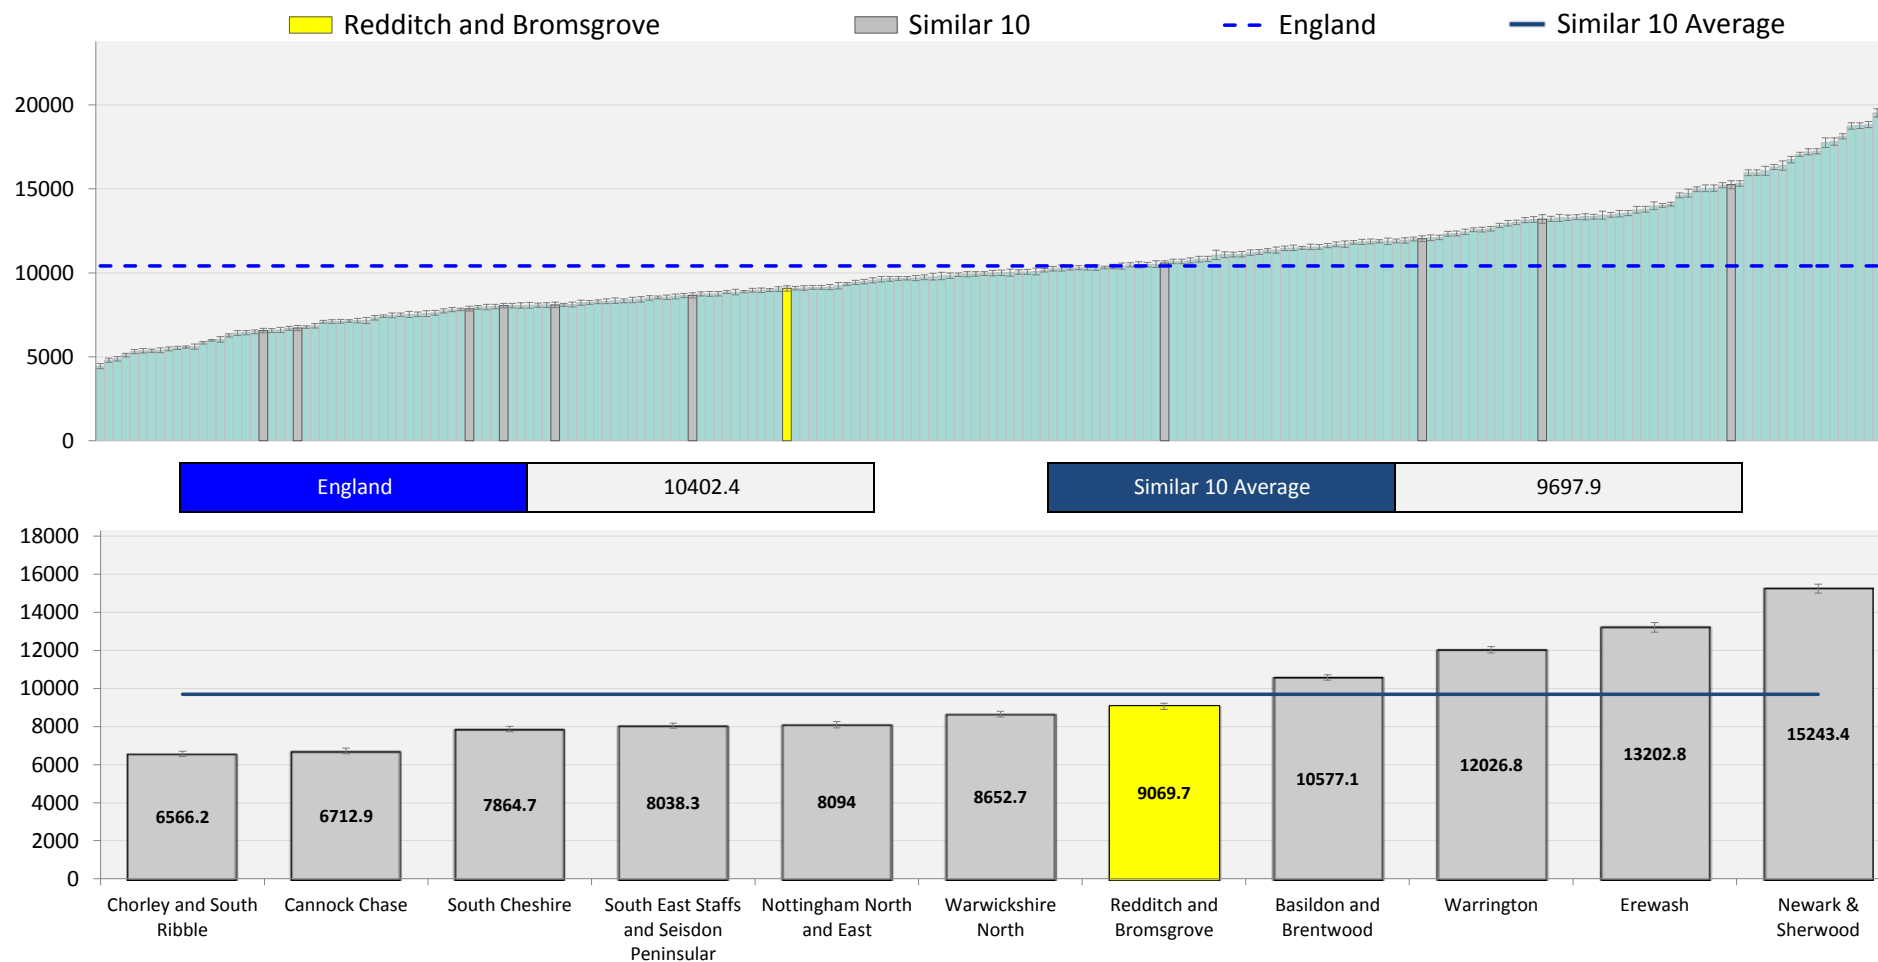 Redditch and Bromsgrove
Similar 10
England
Similar 10 Average
20000
15000
10000
5000
0
England
10402.4
Similar 10 Average
9697.9
18000
16000
14000
12000
10000
8000
6000
4000
2000
0
6566.2
6712.9
7864.7
8038.3
8094
8652.7
9069.7
10577.1
12026.8
13202.8
15243.4
Chorley and South
Ribble
Cannock Chase
South Cheshire
South East Staffs
and Seisdon
Peninsular
Nottingham North
and East
Warwickshire
North
Redditch and
Bromsgrove
Basildon and
Brentwood
Warrington
Erewash
Newark &
Sherwood